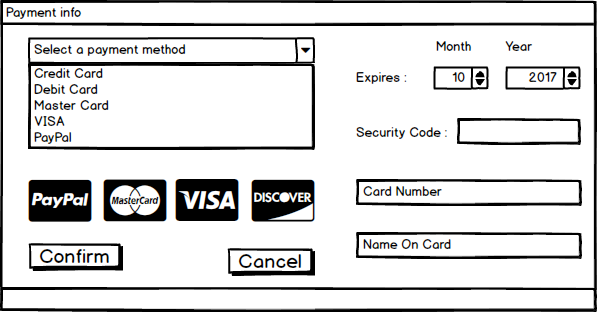 Payment info
Select a payment method
Credit Card
Debit Card
Master Card
VISA
PayPal
PayPal
MasterCard
VISA
DISCOVER
Confirm
Cancel
Month Year
Expires : 10 2017
Security Code :
Card Number
Name On Card